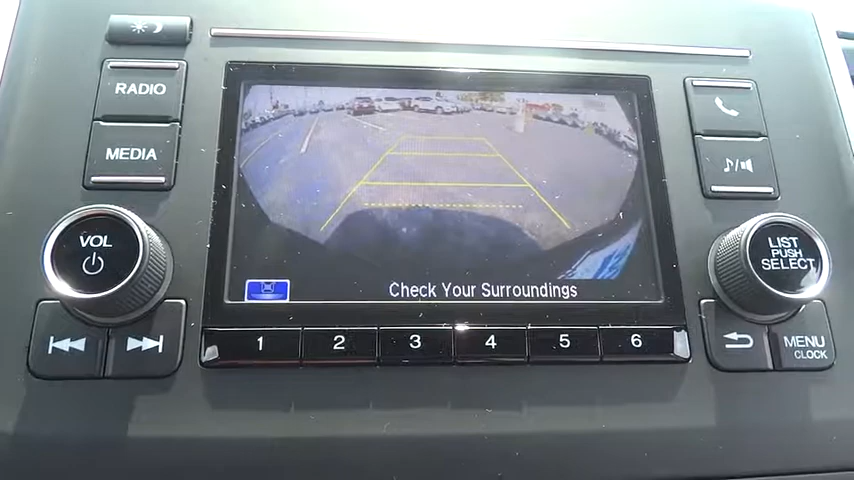 RADIO
MEDIA
VOL
Check Your Surroundings
1 2 3 4 5 6
LIST
PUSH
SELECT
MENU
CLOCK